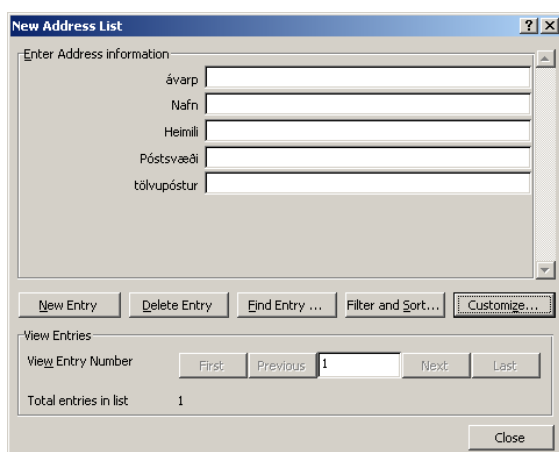 New Address List
Enter Address information
ávarp
Nafn
Heimili
Póstsvæði
tölvupóstur
New Entry Delete Entry Find Entry ... Filter and Sort... Customize...
View Entries
View Entry Number First Previous 1 Next Last
Total entries in list 1
Close